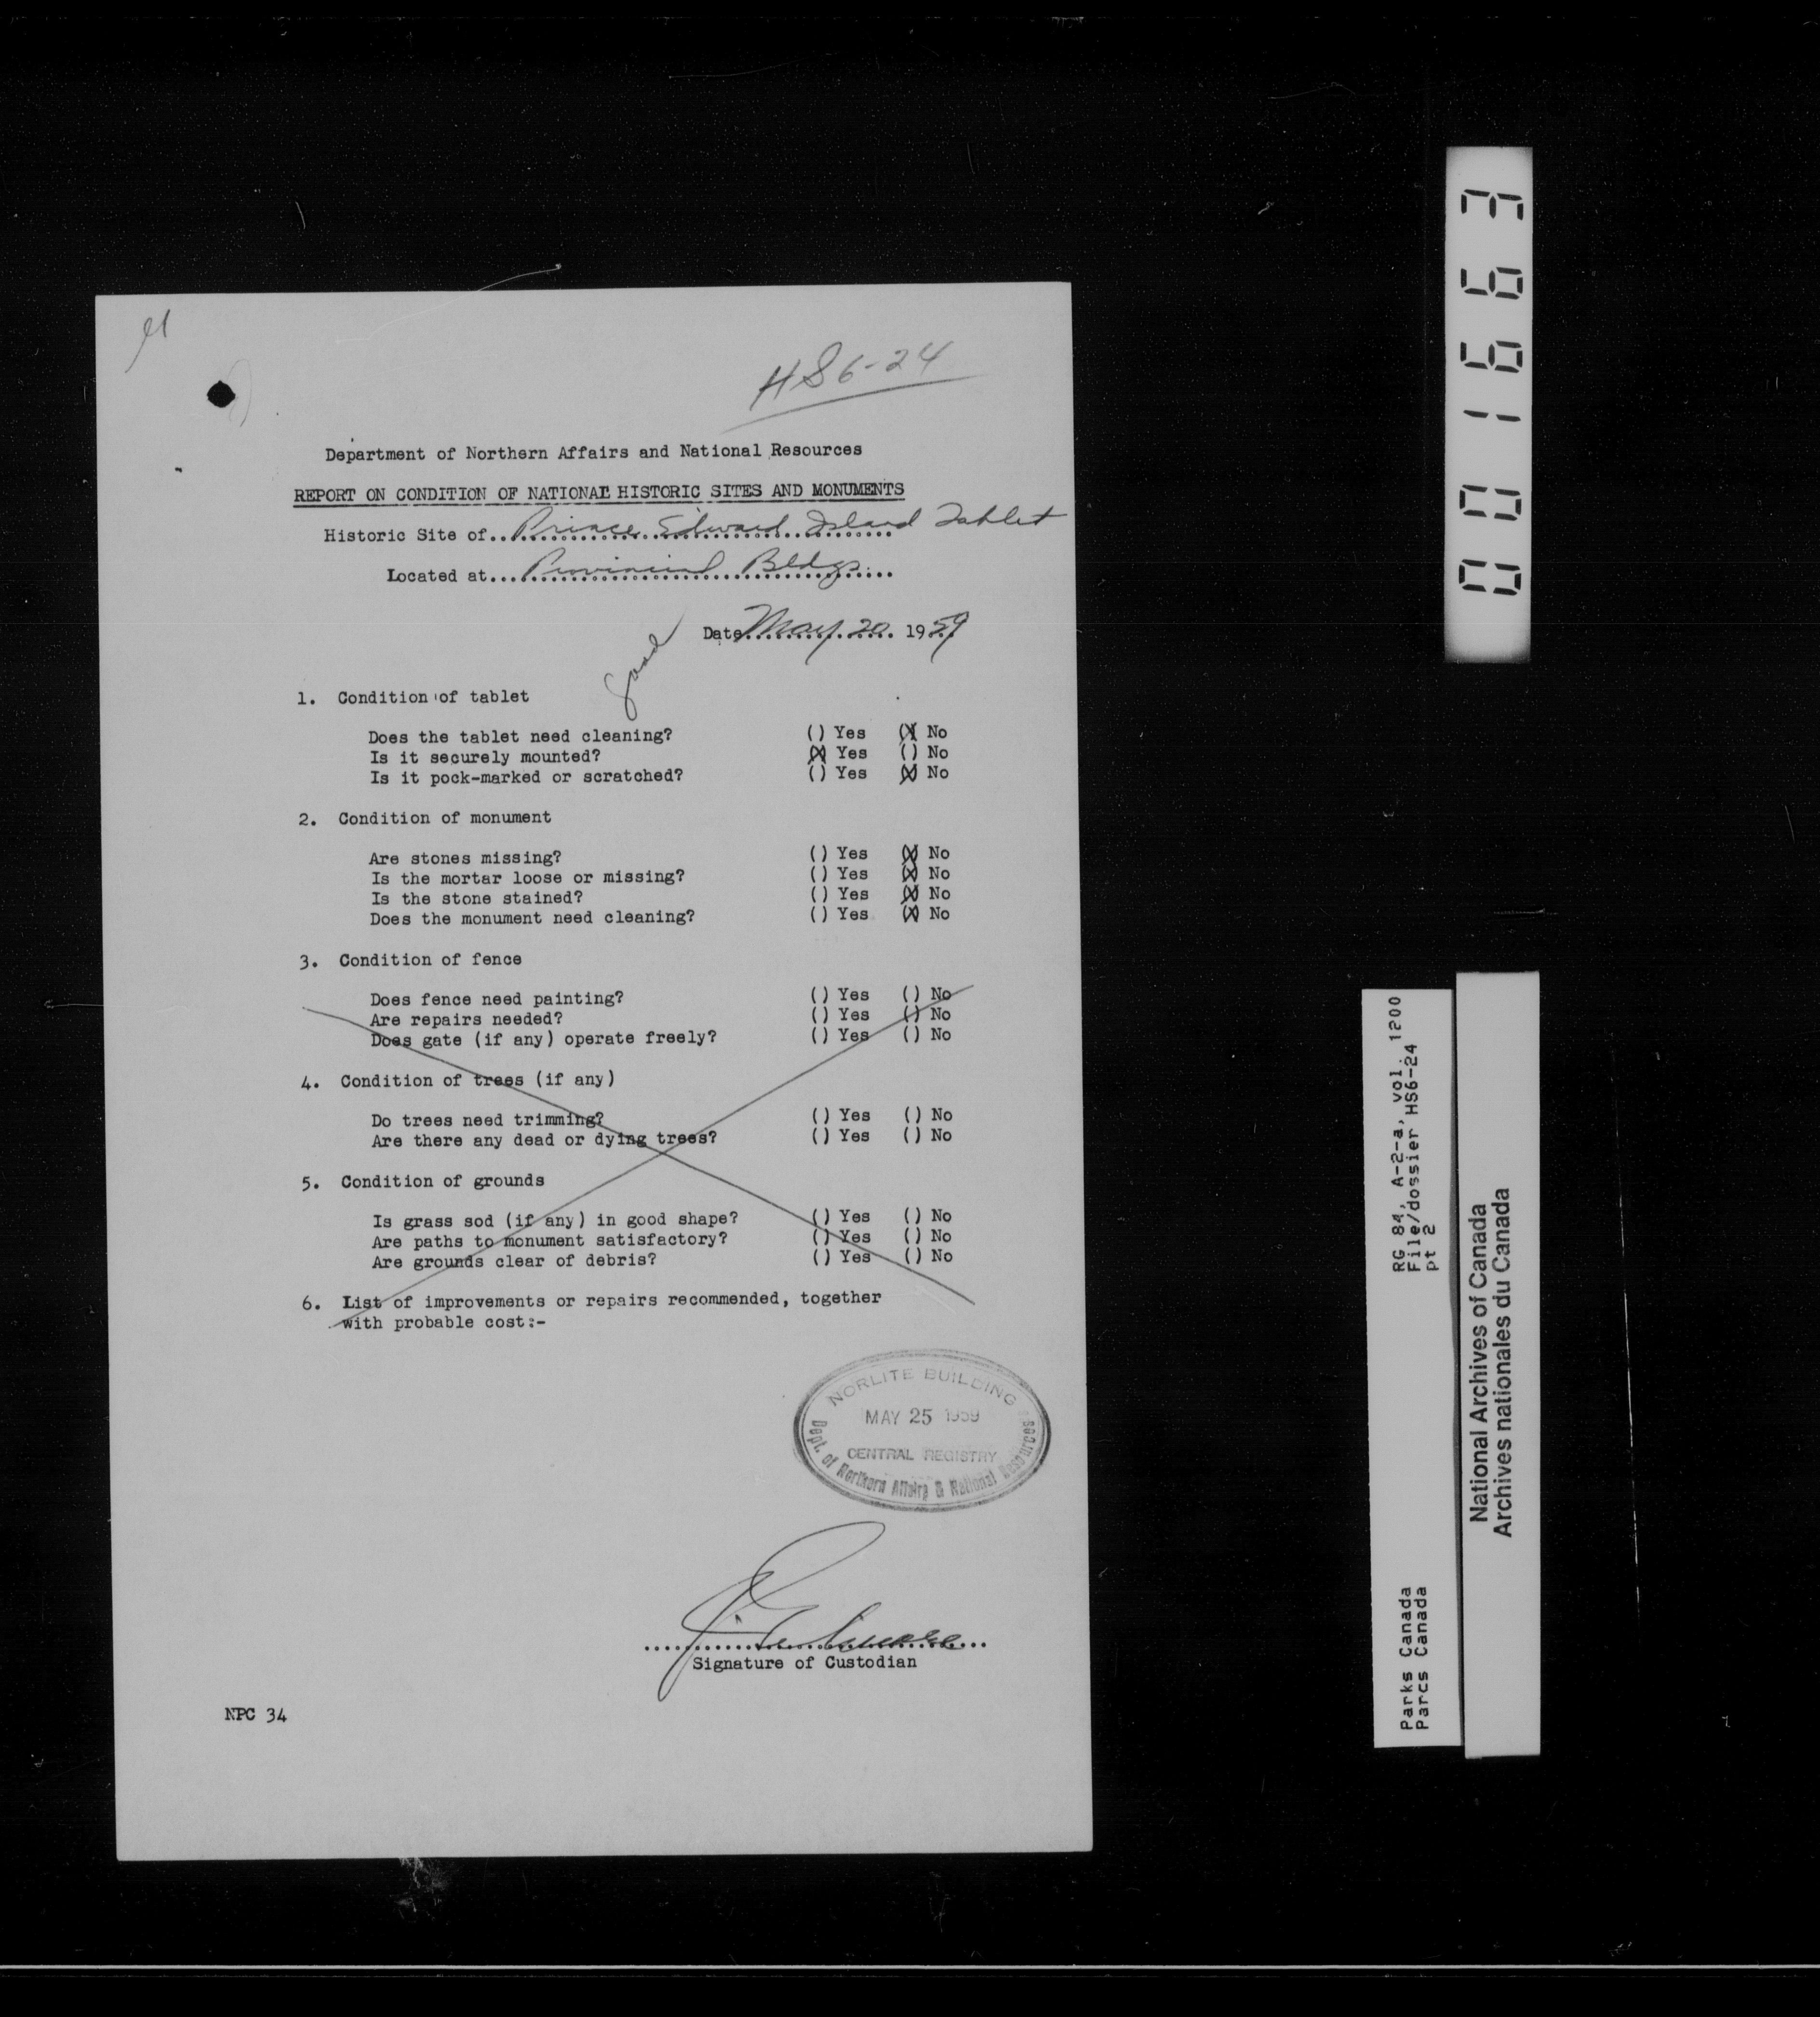 HS6-24
Department of Northern Affairs and National Resources
REPORT ON CONDITION OF NATIONAL HISTORIC SITES AND MONUMENTS
Historic Site of.. Prince Edward Island Tablet
Located at... Provincial Bldgs.
Date May 20 1959
Good
1. Condition of tablet
Does the tablet need cleaning? () Yes (X) No
Is it securely mounted? (X) Yes () No
Is it pock-marked or scratched? () Yes (X) No
2. Condition of monument
Are stones missing? () Yes (X) No
Is the mortar loose or missing? () Yes (X) No
Is the stone stained? () Yes (X) No
Does the monument need cleaning? () Yes (X) No
3. Condition of fence
Does fence need painting? () Yes () No
Are repairs needed? () Yes () No
Does gate (if any) operate freely? () Yes () No
4. Condition of trees (if any)
Do trees need trimming? () Yes () No
Are there any dead or dying trees? () Yes () No
5. Condition of grounds
Is grass sod (if any) in good shape? () Yes () No
Are paths to monument satisfactory? () Yes () No
Are grounds clear of debris? () Yes () No
6. List of improvements or repairs recommended, together
with probable cost:-
NORLITE BUILDING
MAY 25 1959
CENTRAL REGISTRY
Dept. of Northern Affairs & National Resources
Signature of Custodian
NPC 34
001663
RG 84, A-2-a, vol. 1200
File/dossier HS6-24
pt 2
Parks Canada
Parcs Canada
National Archives of Canada
Archives nationales du Canada